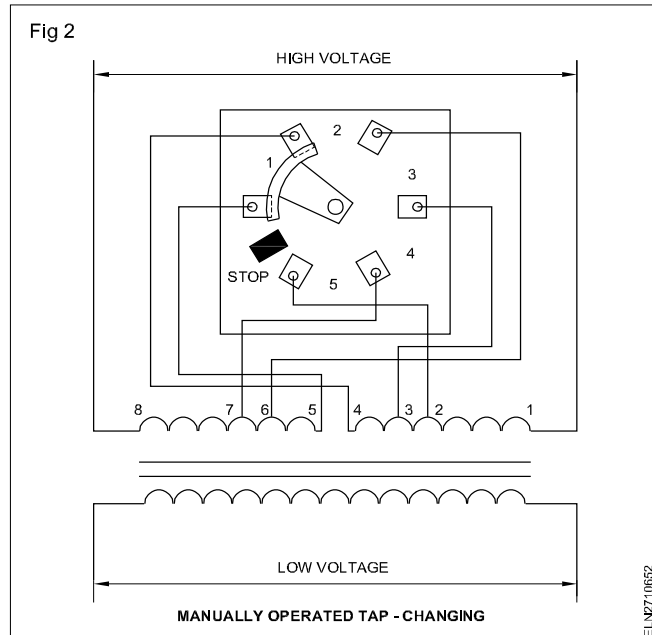 Fig 2
HIGH VOLTAGE
2
1
3
4
STOP
5
8 7 6 5 4 3 2 1
LOW VOLTAGE
MANUALLY OPERATED TAP - CHANGING
ELN2710652